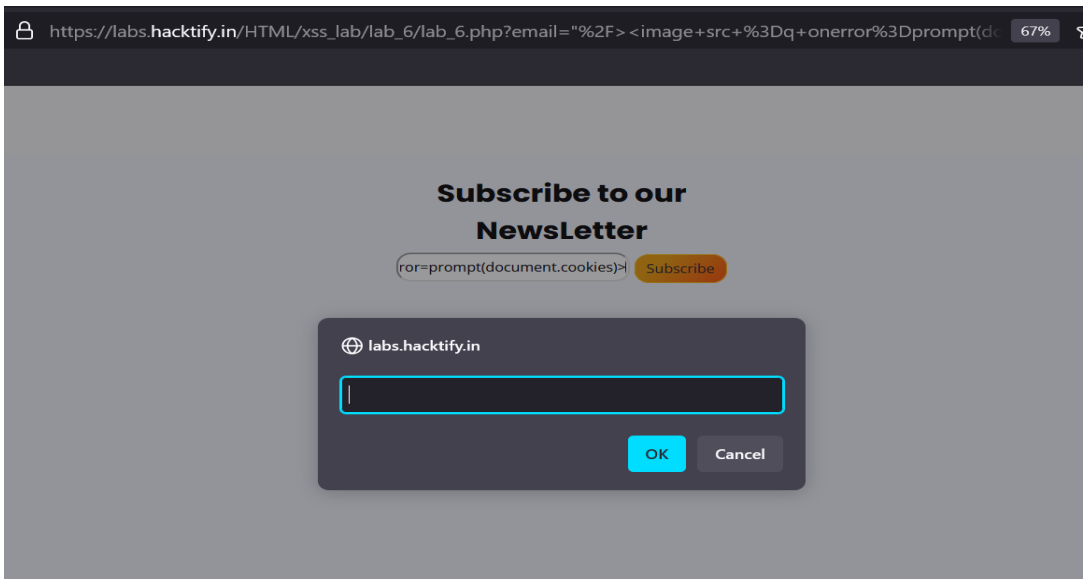 https://labs.hacktify.in/HTML/xss_lab/lab_6/lab_6.php?email="%2F><image+src+%3Dq+onerror%3Dprompt(dc 67%
Subscribe to our
NewsLetter
ror=prompt(document.cookies)> Subscribe
labs.hacktify.in
OK Cancel